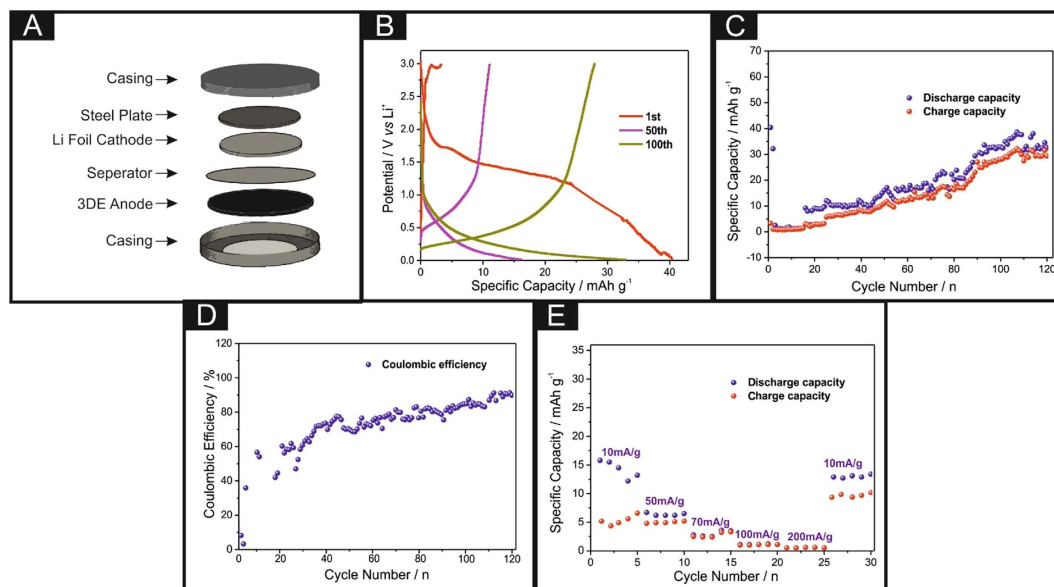 A
Casing
Steel Plate
Li Foil Cathode
Seperator
3DE Anode
Casing
B
3.0
2.5
2.0
1.5
1.0
0.5
0.0
Potential / V vs Li⁺
1st
50th
100th
0 10 20 30 40
Specific Capacity / mAh g⁻¹
C
70
60
50
40
30
20
10
0
-10
Specific Capacity / mAh g⁻¹
Discharge capacity
Charge capacity
0 20 40 60 80 100 120
Cycle Number / n
D
120
100
80
60
40
20
0
Coulombic Efficiency / %
Coulombic efficiency
0 20 40 60 80 100 120
Cycle Number / n
E
35
30
25
20
15
10
5
0
Specific Capacity / mAh g⁻¹
Discharge capacity
Charge capacity
10mA/g
50mA/g
70mA/g
100mA/g
200mA/g
10mA/g
0 5 10 15 20 25 30
Cycle Number / n